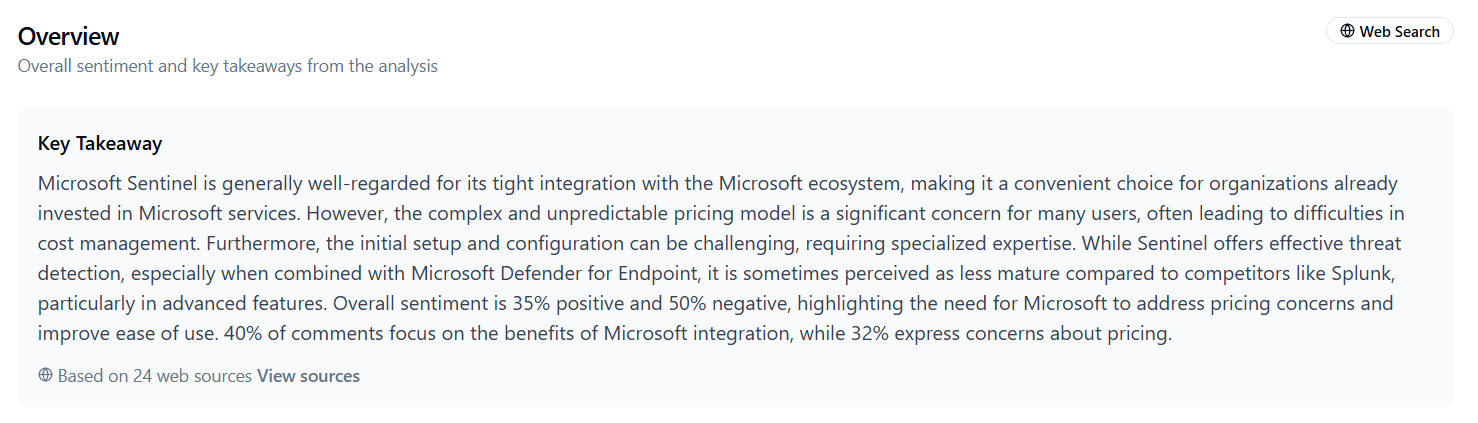 Overview
Web Search
Overall sentiment and key takeaways from the analysis
Key Takeaway
Microsoft Sentinel is generally well-regarded for its tight integration with the Microsoft ecosystem, making it a convenient choice for organizations already
invested in Microsoft services. However, the complex and unpredictable pricing model is a significant concern for many users, often leading to difficulties in
cost management. Furthermore, the initial setup and configuration can be challenging, requiring specialized expertise. While Sentinel offers effective threat
detection, especially when combined with Microsoft Defender for Endpoint, it is sometimes perceived as less mature compared to competitors like Splunk,
particularly in advanced features. Overall sentiment is 35% positive and 50% negative, highlighting the need for Microsoft to address pricing concerns and
improve ease of use. 40% of comments focus on the benefits of Microsoft integration, while 32% express concerns about pricing.
Based on 24 web sources View sources